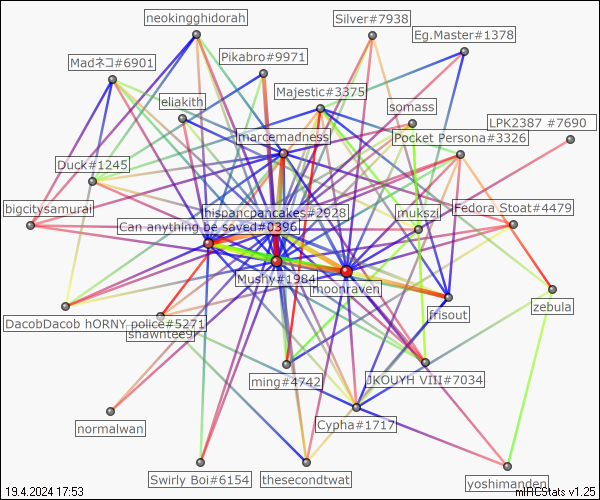 neokingghidorah
Silver#7938
Eg.Master#1378
Pikabro#9971
Madネコ#6901
Majestic#3375
eliakith
somass
LPK2387 #7690
marcemadness
Pocket Persona#3326
Duck#1245
bigcitysamurai
hispancpancakes#2928
mukszi
Fedora Stoat#4479
Can anything be saved#0396
Mushy#1984
moonraven
frisout
zebula
DacobDacob hORNY police#5271
shawntee9
ming#4742
JKOUYH VIII#7034
normalwan
Cypha#1717
Swirly Boi#6154
thesecondtwat
yoshimanden
19.4.2024 17:53
mIRCStats v1.25